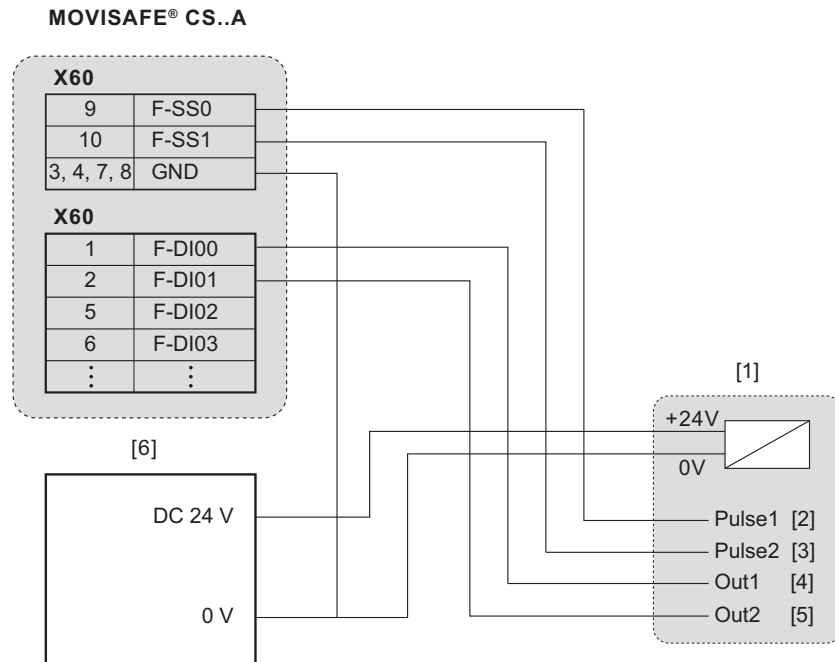 MOVISAFE® CS..A
X60
9 F-SS0
10 F-SS1
3, 4, 7, 8 GND
X60
1 F-DI00
2 F-DI01
5 F-DI02
6 F-DI03
⋮ ⋮
[1]
+24V
0V
[6]
DC 24 V
Pulse1 [2]
Pulse2 [3]
Out1 [4]
0 V
Out2 [5]